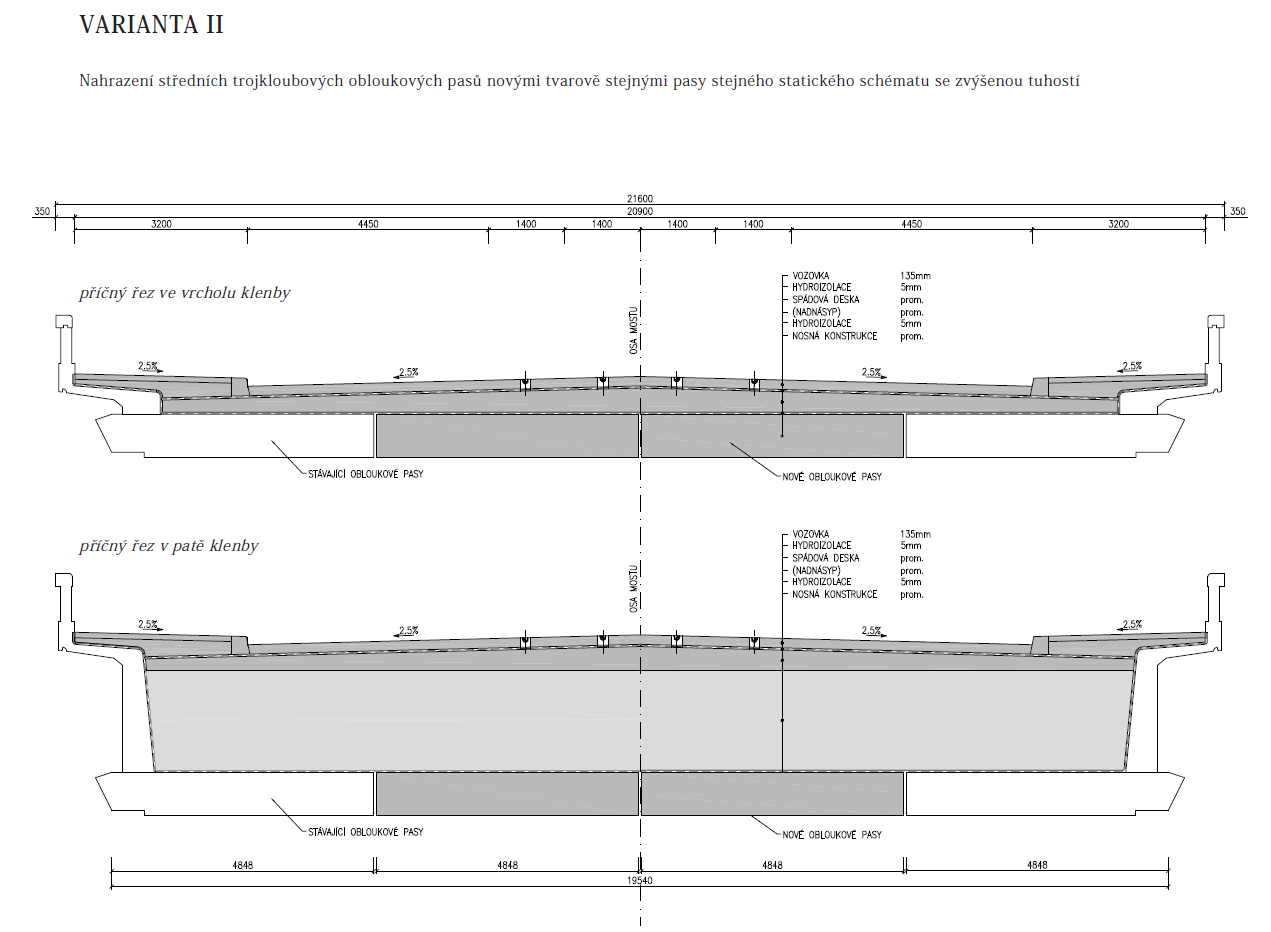 VARIANTA II
Nahrazení středních trojkloubových obloukových pasů novými tvarově stejnými pasy stejného statického schématu se zvýšenou tuhostí
21600
350 20900 350
3200 4450 1400 1400 1400 1400 4450 3200
příčný řez ve vrcholu klenby
OSA MOSTU
VOZOVKA 135mm
HYDROIZOLACE 5mm
SPÁDOVÁ DESKA prom.
(NADNÁSYP) prom.
HYDROIZOLACE 5mm
NOSNÁ KONSTRUKCE prom.
2,5% 2,5% 2,5% 2,5%
STÁVAJÍCÍ OBLOUKOVÉ PASY
NOVÉ OBLOUKOVÉ PASY
příčný řez v patě klenby
OSA MOSTU
VOZOVKA 135mm
HYDROIZOLACE 5mm
SPÁDOVÁ DESKA prom.
(NADNÁSYP) prom.
HYDROIZOLACE 5mm
NOSNÁ KONSTRUKCE prom.
2,5% 2,5% 2,5% 2,5%
STÁVAJÍCÍ OBLOUKOVÉ PASY
NOVÉ OBLOUKOVÉ PASY
4848 4848 4848 4848
19540